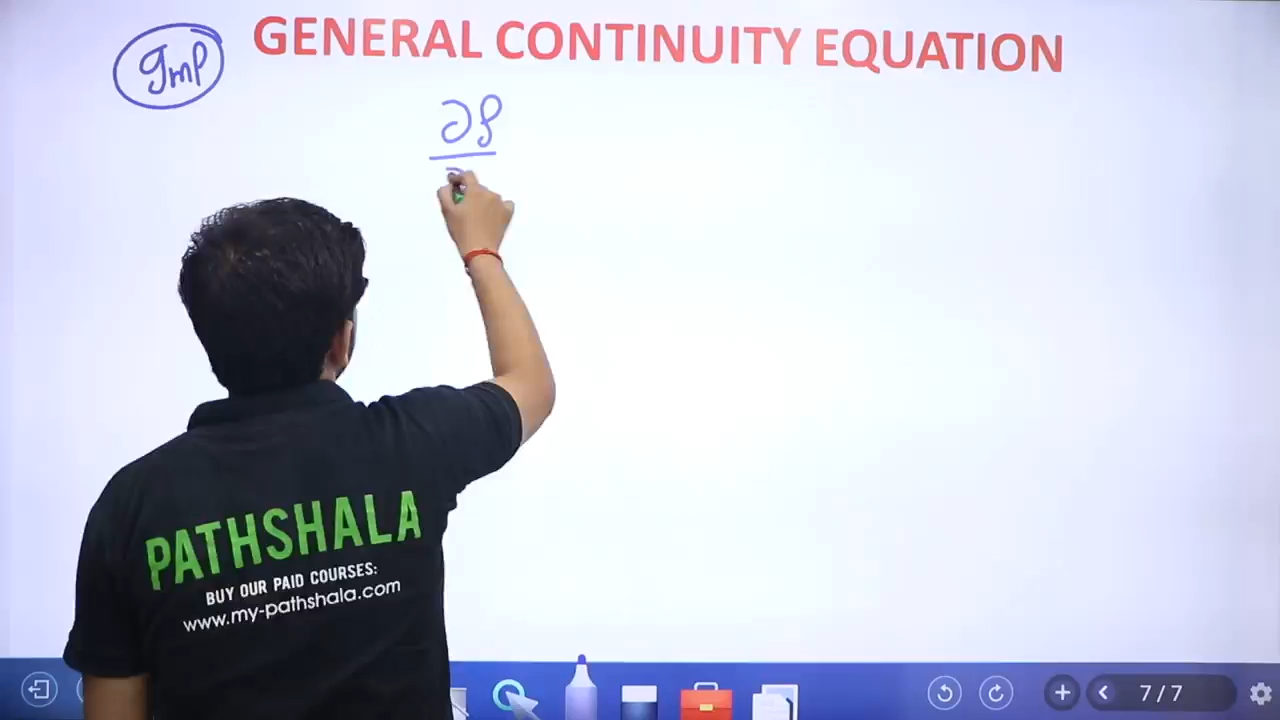 GENERAL CONTINUITY EQUATION
Imp
∂ρ
PATHSHALA
BUY OUR PAID COURSES:
www.my-pathshala.com
7 / 7